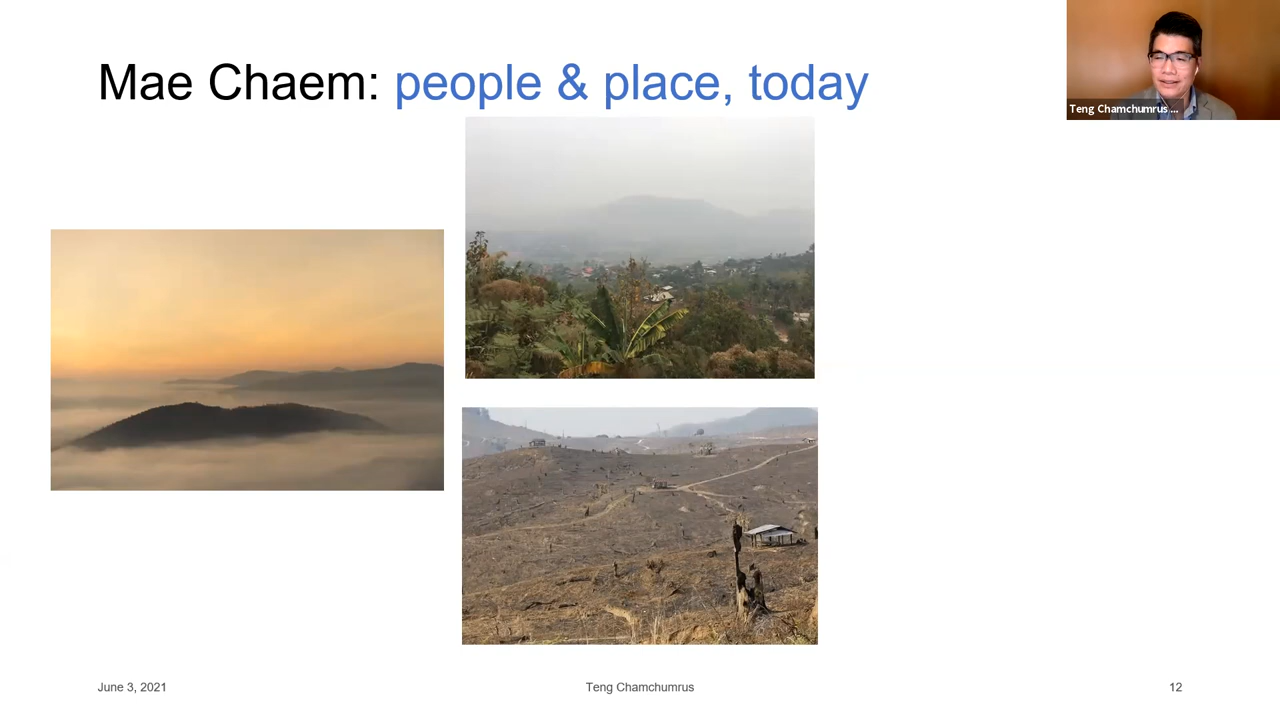 Mae Chaem: people & place, today
Teng Chamchumrus ...
June 3, 2021
Teng Chamchumrus
12